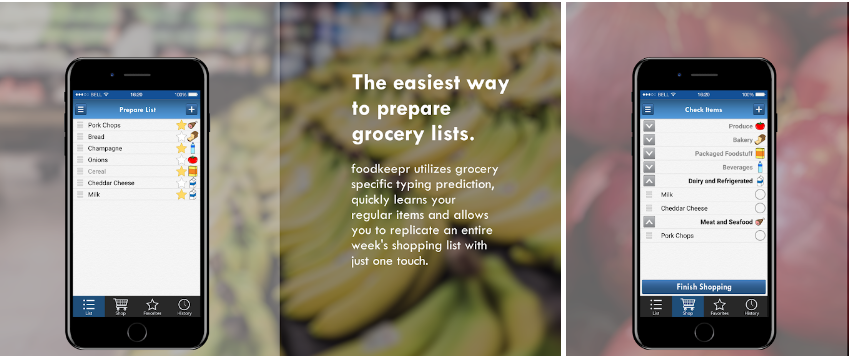 BELL 16:20 100%
Prepare List
Pork Chops
Bread
Champagne
Onions
Cereal
Cheddar Cheese
Milk
List Shop Favorites History
The easiest way
to prepare
grocery lists.
foodkeepr utilizes grocery
specific typing prediction,
quickly learns your
regular items and allows
you to replicate an entire
week's shopping list with
just one touch.
BELL 16:20 100%
Check Items
Produce
Bakery
Packaged Foodstuff
Beverages
Dairy and Refrigerated
Milk
Cheddar Cheese
Meat and Seafood
Pork Chops
Finish Shopping
List Shop Favorites History